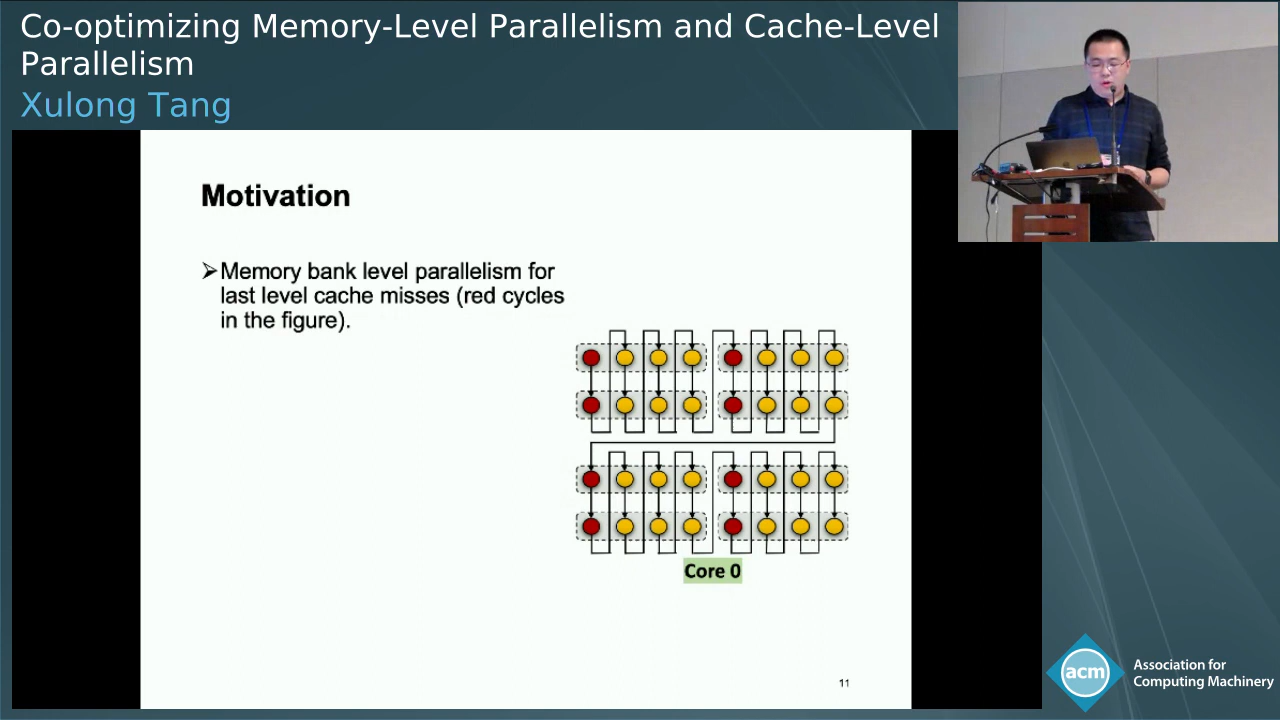 Co-optimizing Memory-Level Parallelism and Cache-Level
Parallelism
Xulong Tang
Motivation
➢Memory bank level parallelism for
last level cache misses (red cycles
in the figure).
Core 0
11
acm
Association for
Computing Machinery